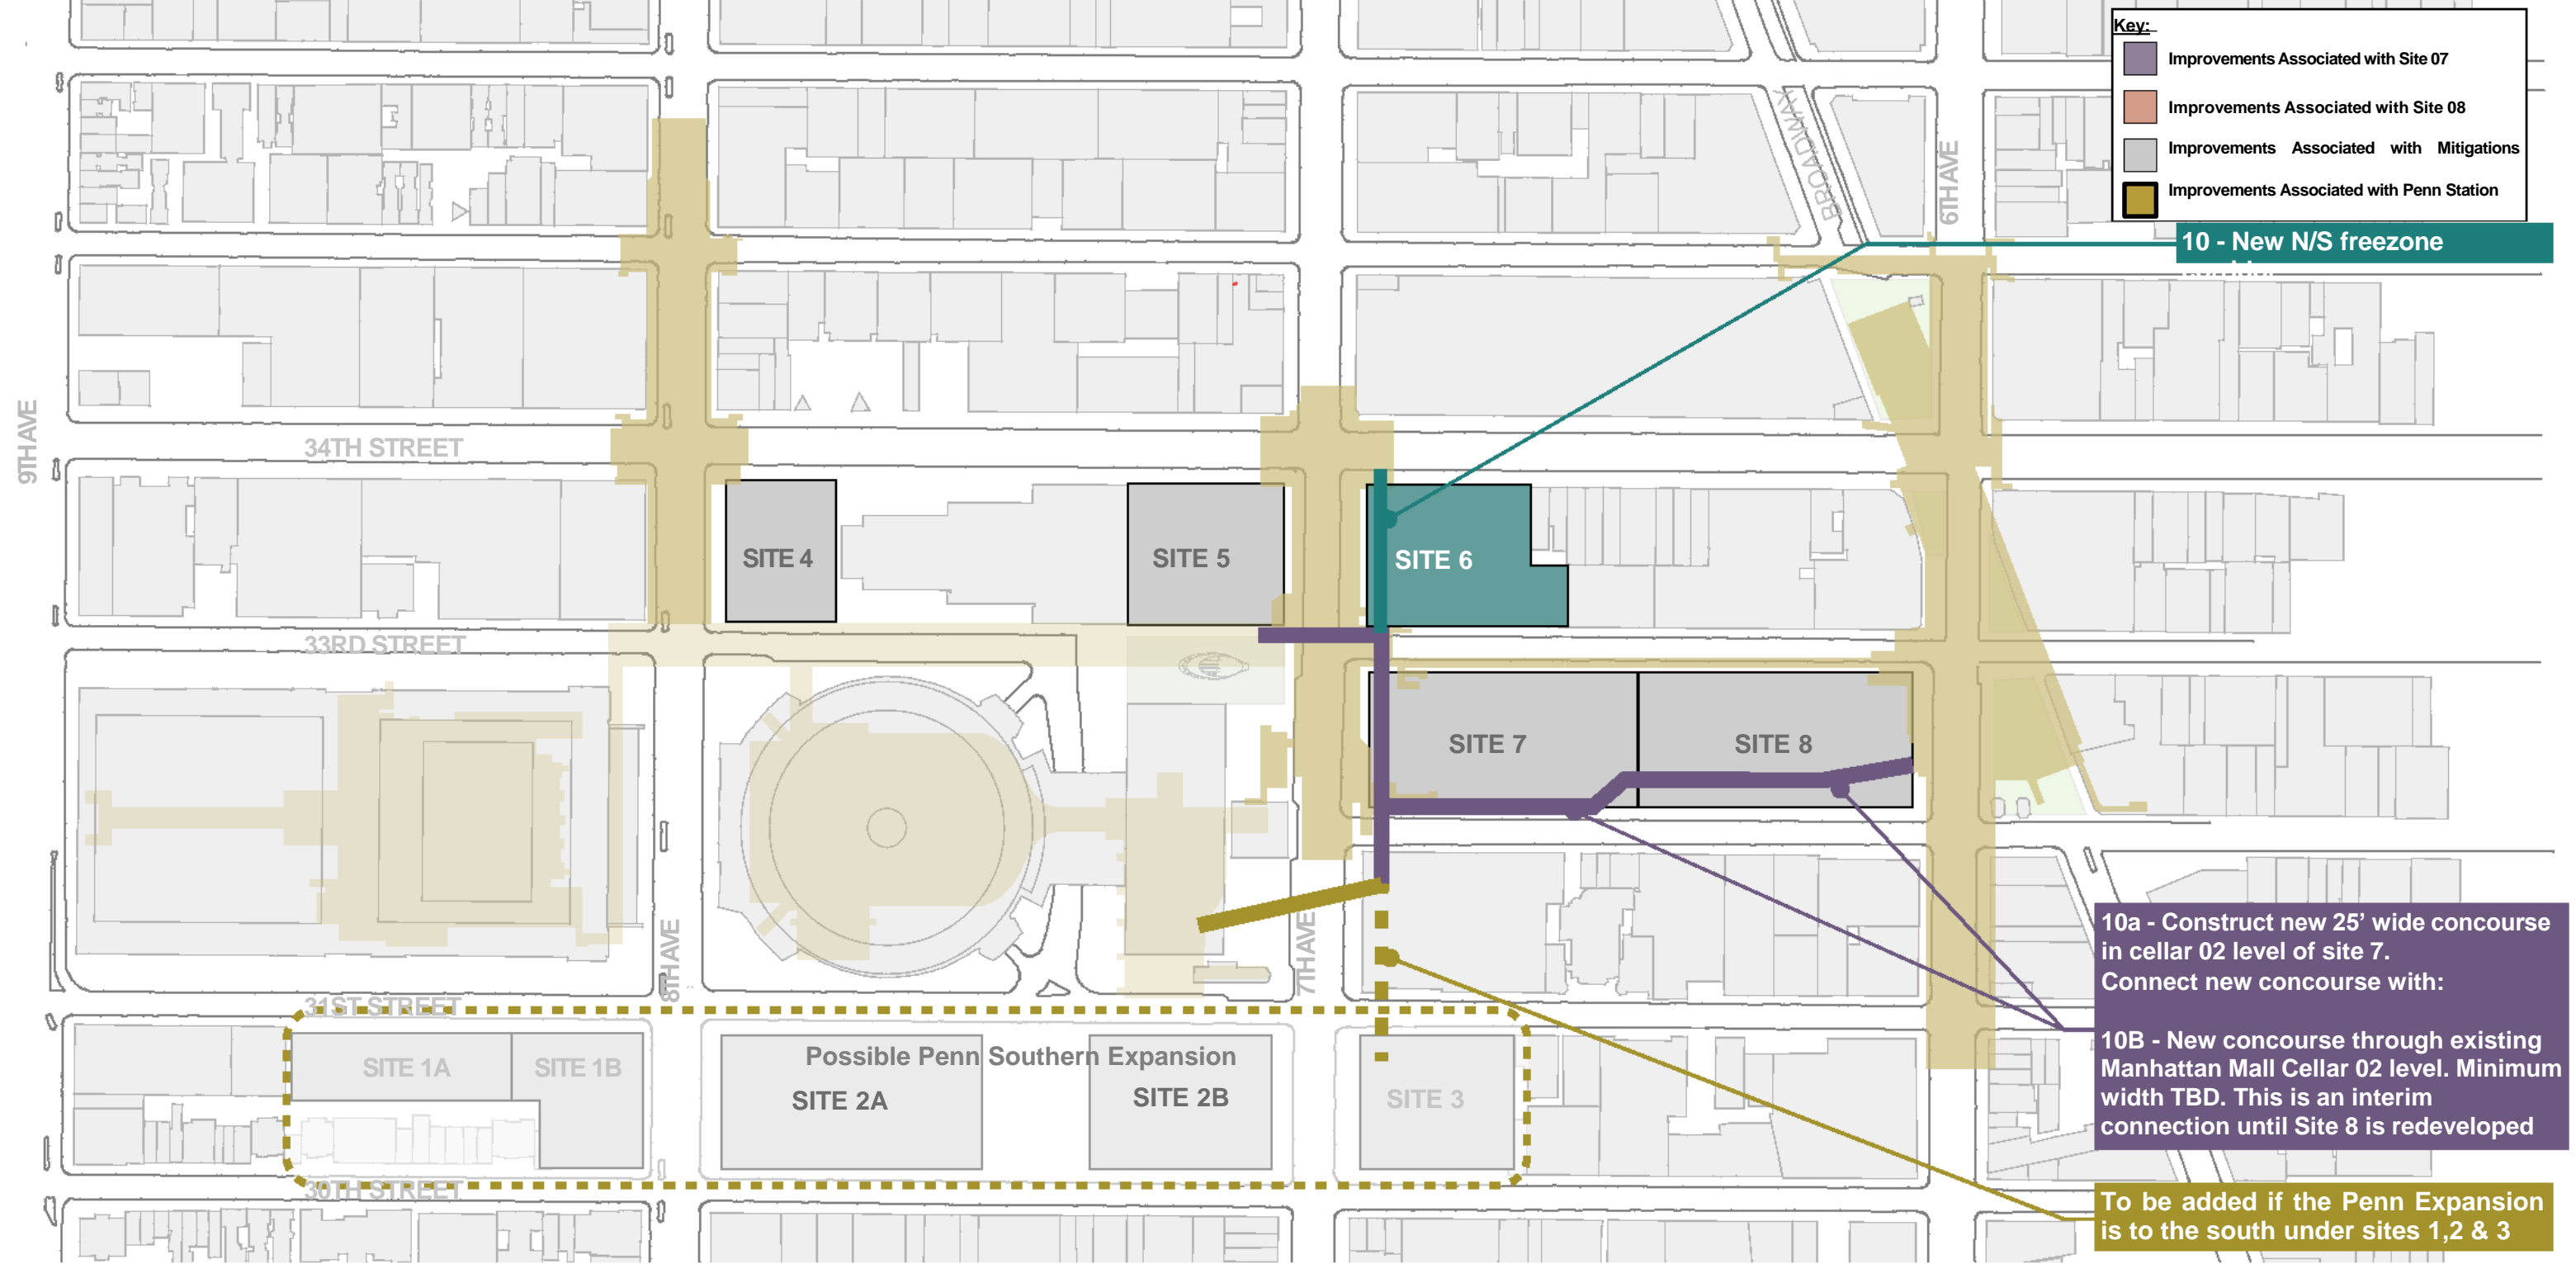 Key:
Improvements Associated with Site 07
Improvements Associated with Site 08
Improvements Associated with Mitigations
Improvements Associated with Penn Station
BROADWAY
6TH AVE
10 - New N/S freezone
9TH AVE
34TH STREET
SITE 4
SITE 5
SITE 6
33RD STREET
SITE 7
SITE 8
8TH AVE
7TH AVE
10a - Construct new 25’ wide concourse
in cellar 02 level of site 7.
Connect new concourse with:
10B - New concourse through existing
Manhattan Mall Cellar 02 level. Minimum
width TBD. This is an interim
connection until Site 8 is redeveloped
31ST STREET
Possible Penn Southern Expansion
SITE 1A
SITE 1B
SITE 2A
SITE 2B
SITE 3
30TH STREET
To be added if the Penn Expansion
is to the south under sites 1,2 & 3